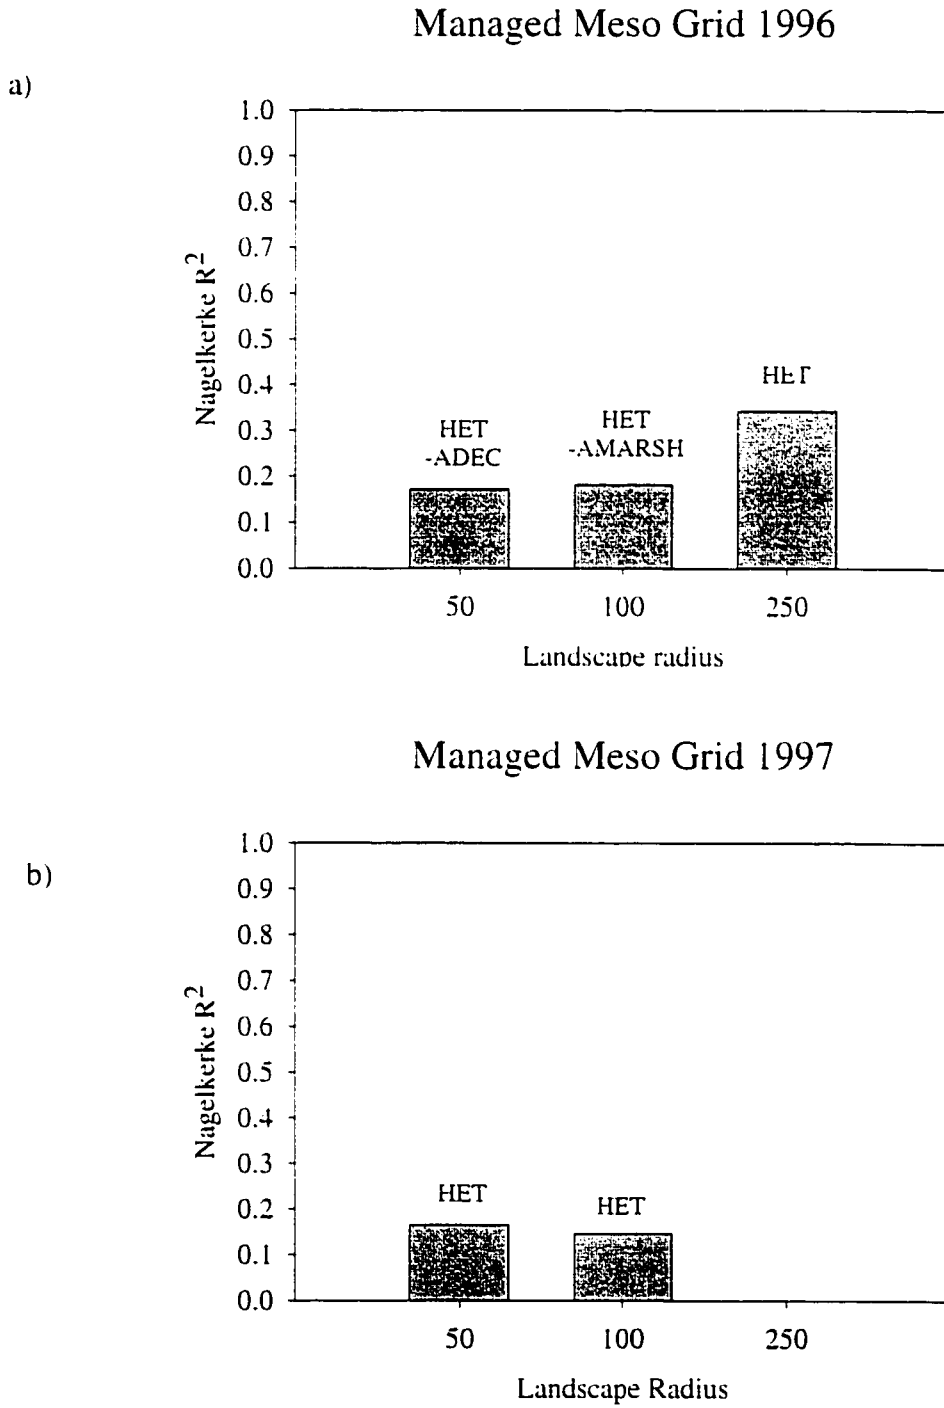 Managed Meso Grid 1996
a)
1.0
0.9
0.8
0.7
0.6
0.5
0.4
0.3
0.2
0.1
0.0
Nagelkerke R2
HET
-ADEC
HET
-AMARSH
HET
50 100 250
Landscape radius
Managed Meso Grid 1997
b)
1.0
0.9
0.8
0.7
0.6
0.5
0.4
0.3
0.2
0.1
0.0
Nagelkerke R2
HET
HET
50 100 250
Landscape Radius